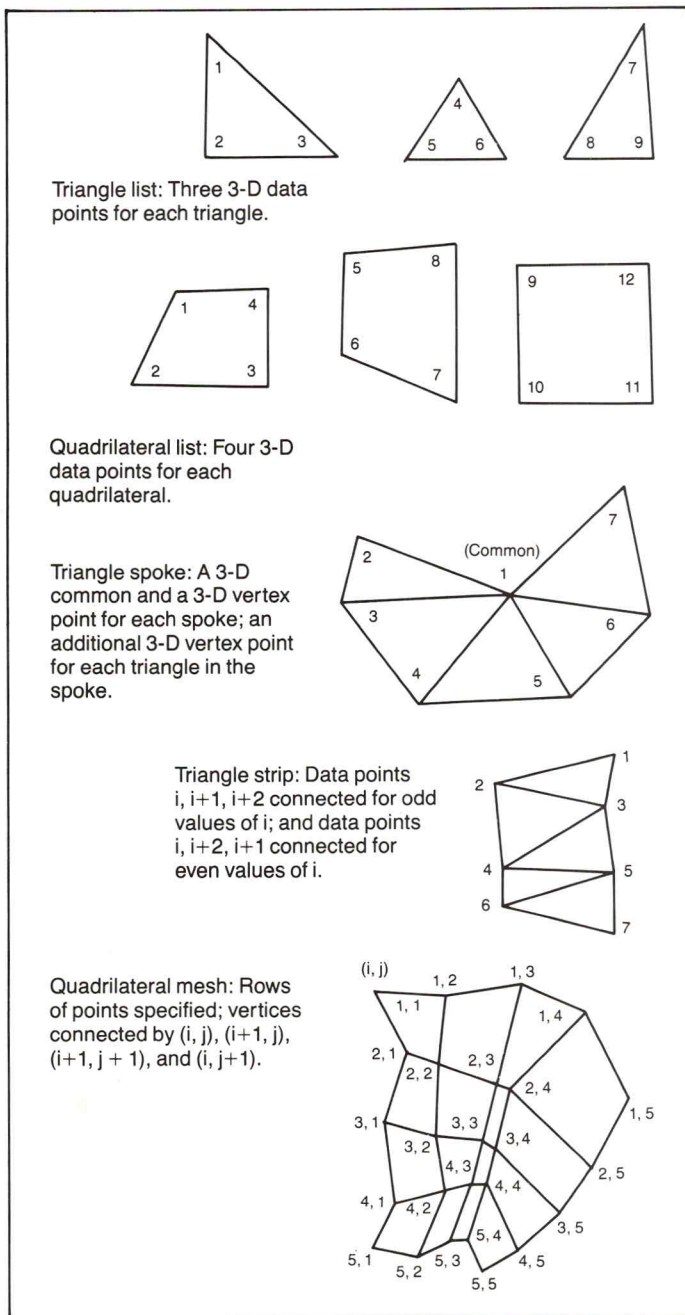 1
2 3
4
5 6
7
8 9
Triangle list: Three 3-D data
points for each triangle.
1 4
2 3
5 8
6
7
9 12
10 11
Quadrilateral list: Four 3-D
data points for each
quadrilateral.
Triangle spoke: A 3-D
common and a 3-D vertex
point for each spoke; an
additional 3-D vertex point
for each triangle in the
spoke.
(Common)
1
2
3
4
5
6
7
Triangle strip: Data points
i, i+1, i+2 connected for odd
values of i; and data points
i, i+2, i+1 connected for
even values of i.
1
2
3
4
5
6
7
Quadrilateral mesh: Rows
of points specified; vertices
connected by (i, j), (i+1, j),
(i+1, j + 1), and (i, j+1).
(i, j)
1, 1
1, 2
1, 3
1, 4
1, 5
2, 1
2, 2
2, 3
2, 4
2, 5
3, 1
3, 2
3, 3
3, 4
3, 5
4, 1
4, 2
4, 3
4, 4
4, 5
5, 1
5, 2
5, 3
5, 4
5, 5